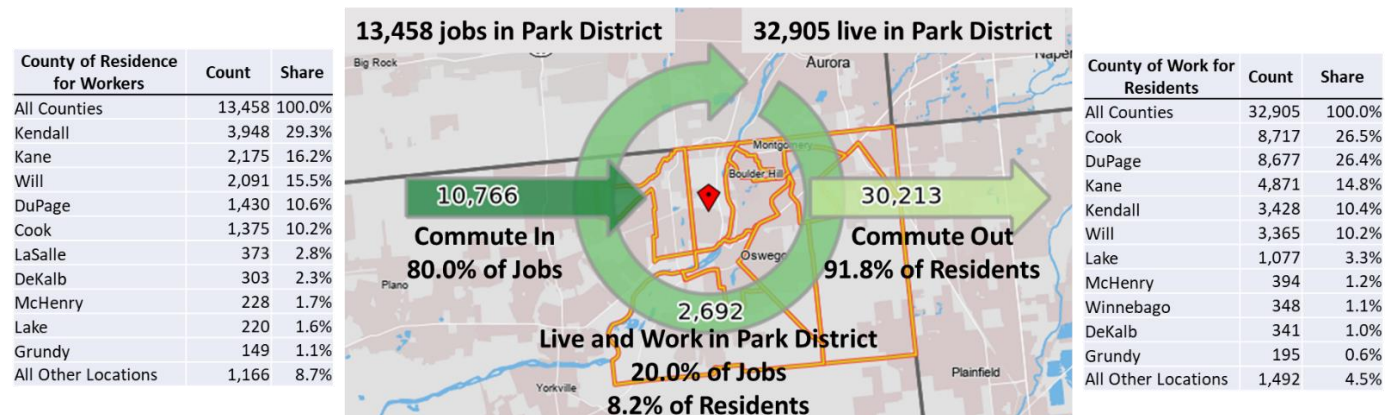 County of Residence
for Workers Count Share
All Counties 13,458 100.0%
Kendall 3,948 29.3%
Kane 2,175 16.2%
Will 2,091 15.5%
DuPage 1,430 10.6%
Cook 1,375 10.2%
LaSalle 373 2.8%
DeKalb 303 2.3%
McHenry 228 1.7%
Lake 220 1.6%
Grundy 149 1.1%
All Other Locations 1,166 8.7%
13,458 jobs in Park District
32,905 live in Park District
Big Rock
Aurora
Naper
Montgomery
Boulder Hill
10,766
30,213
Commute In
80.0% of Jobs
Commute Out
91.8% of Residents
Oswego
Plano
2,692
Live and Work in Park District
20.0% of Jobs
8.2% of Residents
Plainfield
Yorkville
County of Work for
Residents Count Share
All Counties 32,905 100.0%
Cook 8,717 26.5%
DuPage 8,677 26.4%
Kane 4,871 14.8%
Kendall 3,428 10.4%
Will 3,365 10.2%
Lake 1,077 3.3%
McHenry 394 1.2%
Winnebago 348 1.1%
DeKalb 341 1.0%
Grundy 195 0.6%
All Other Locations 1,492 4.5%